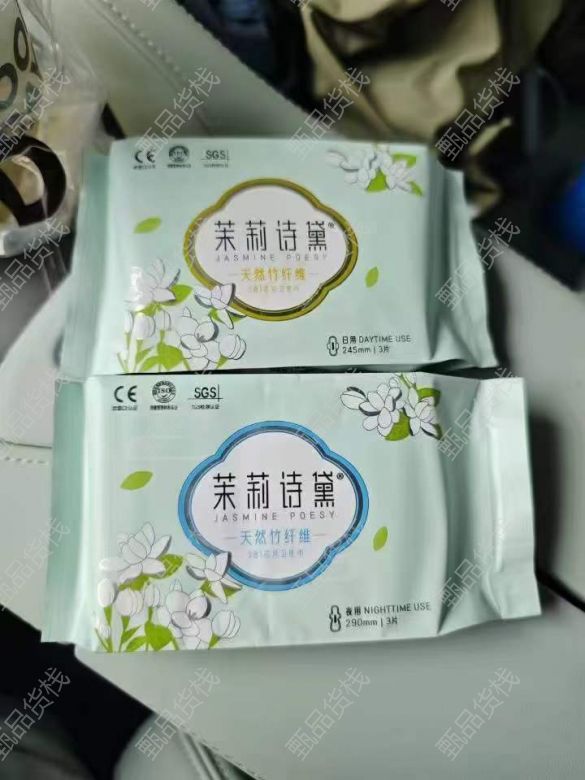 CE
SGS
茉莉诗黛®
JASMINE POESY
天然竹纤维
日用 DAYTIME USE
245mm | 3片
CE
ISO
SGS
茉莉诗黛®
JASMINE POESY
天然竹纤维
夜用 NIGHTTIME USE
290mm | 3片
甄品货栈